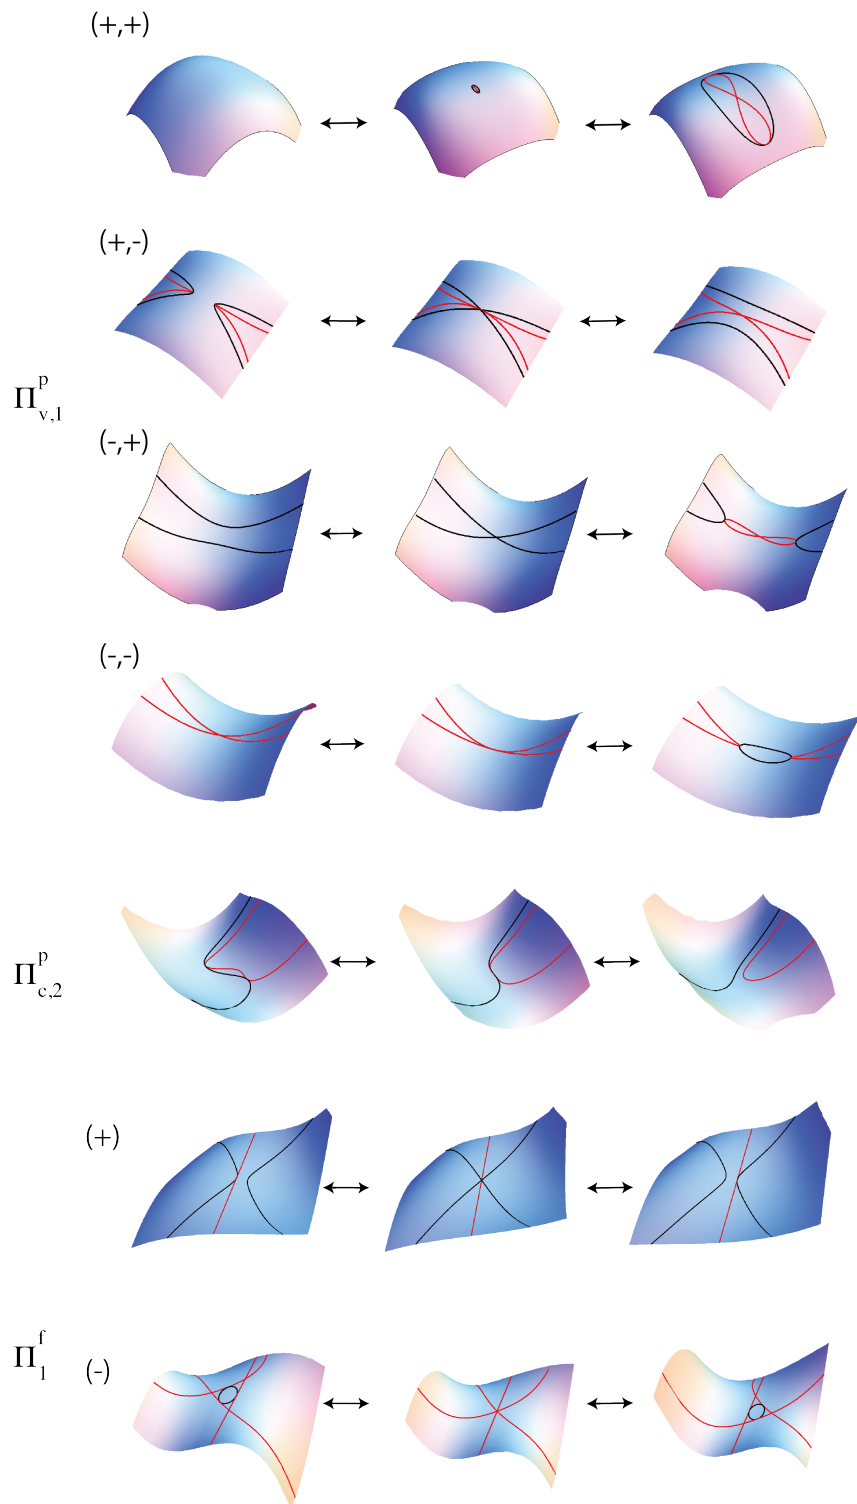 (+,+)
(+,-)
Π^p_{v,1}
(-,+)
(-,-)
Π^p_{c,2}
(+)
Π^f_1
(-)